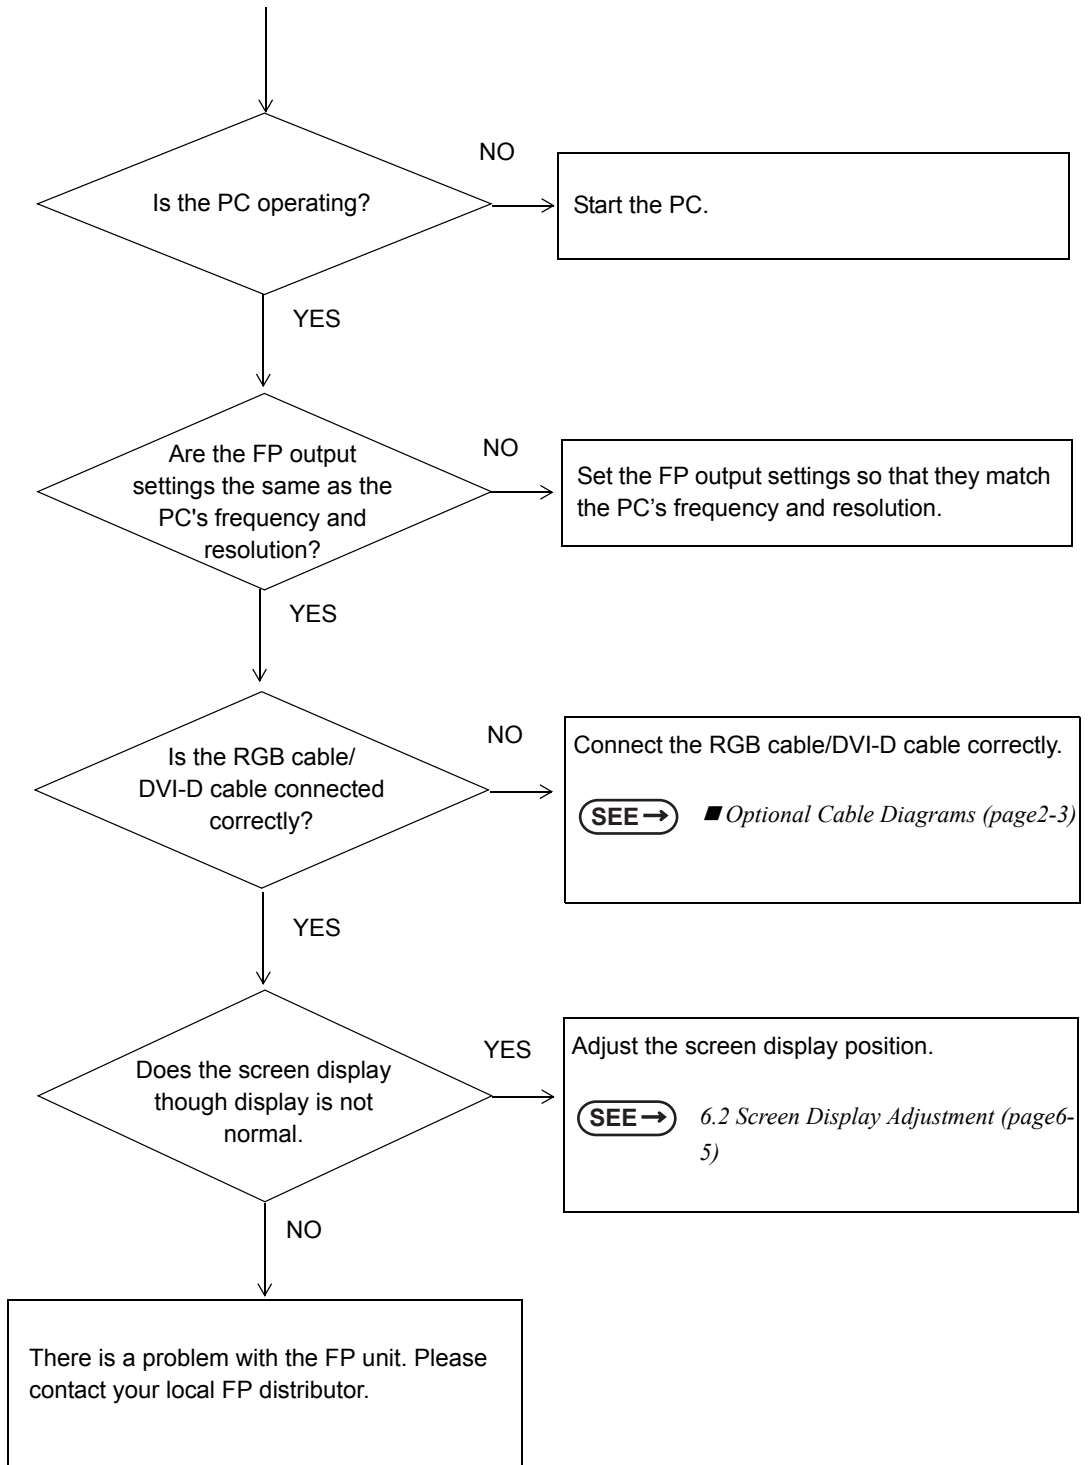 NO
Is the PC operating?
Start the PC.
YES
NO
Are the FP output
settings the same as the
PC's frequency and
resolution?
Set the FP output settings so that they match
the PC’s frequency and resolution.
YES
NO
Is the RGB cable/
DVI-D cable connected
correctly?
Connect the RGB cable/DVI-D cable correctly.
SEE→ ■ Optional Cable Diagrams (page2-3)
YES
YES
Does the screen display
though display is not
normal.
Adjust the screen display position.
SEE→ 6.2 Screen Display Adjustment (page6-
5)
NO
There is a problem with the FP unit. Please
contact your local FP distributor.